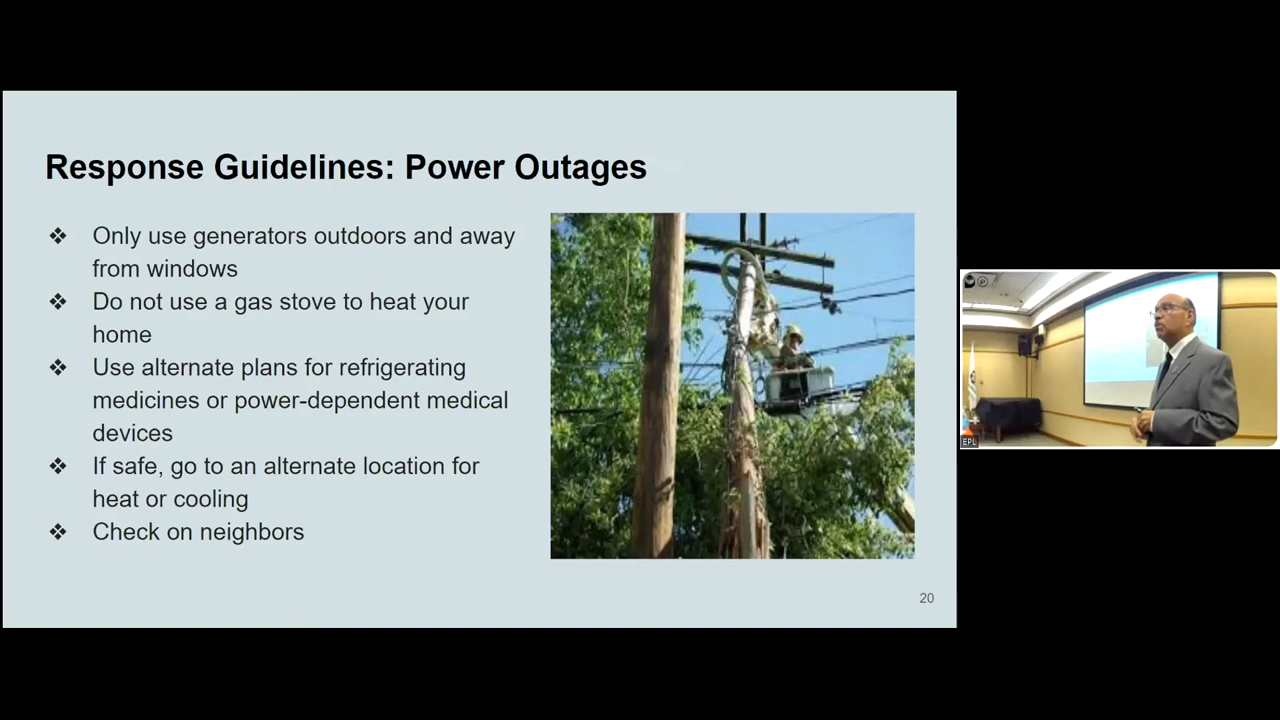 Response Guidelines: Power Outages
❖ Only use generators outdoors and away
from windows
❖ Do not use a gas stove to heat your
home
❖ Use alternate plans for refrigerating
medicines or power-dependent medical
devices
❖ If safe, go to an alternate location for
heat or cooling
❖ Check on neighbors
20
EPL